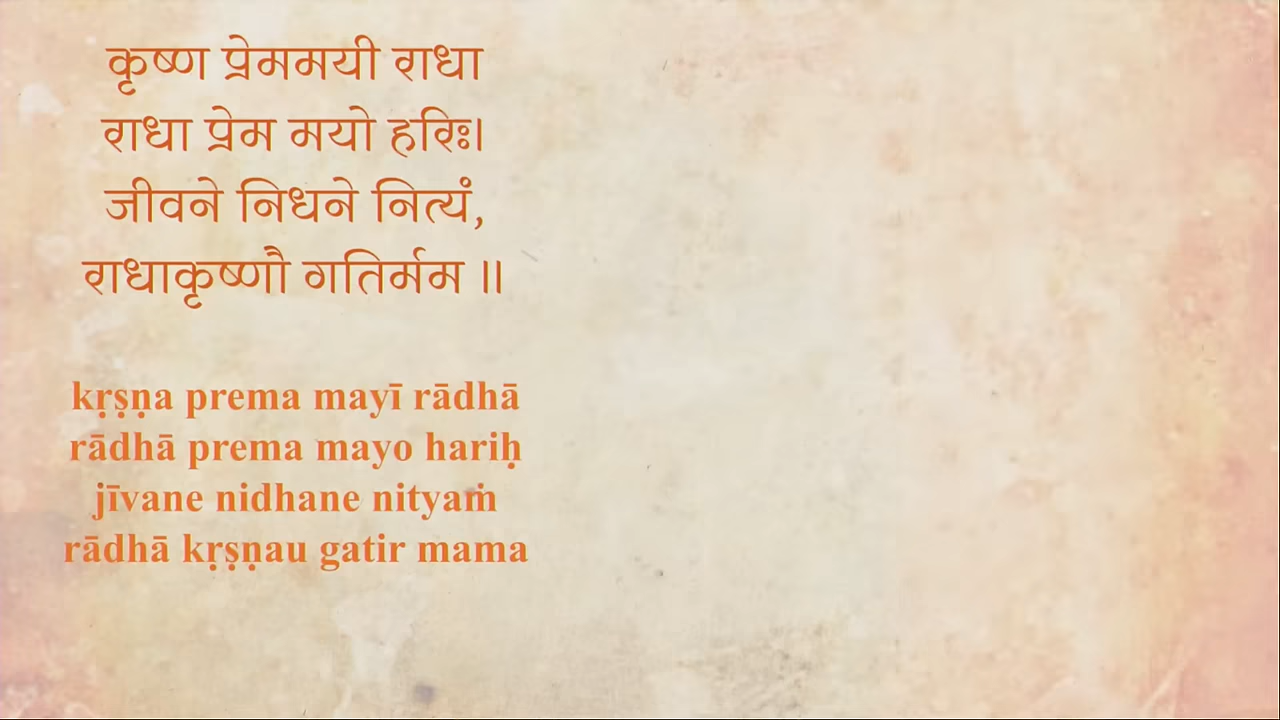 कृष्ण प्रेममयी राधा
राधा प्रेम मयो हरिः।
जीवने निधने नित्यं,
राधाकृष्णौ गतिर्मम ॥
kṛṣṇa prema mayī rādhā
rādhā prema mayo hariḥ
jīvane nidhane nityaṁ
rādhā kṛṣṇau gatir mama